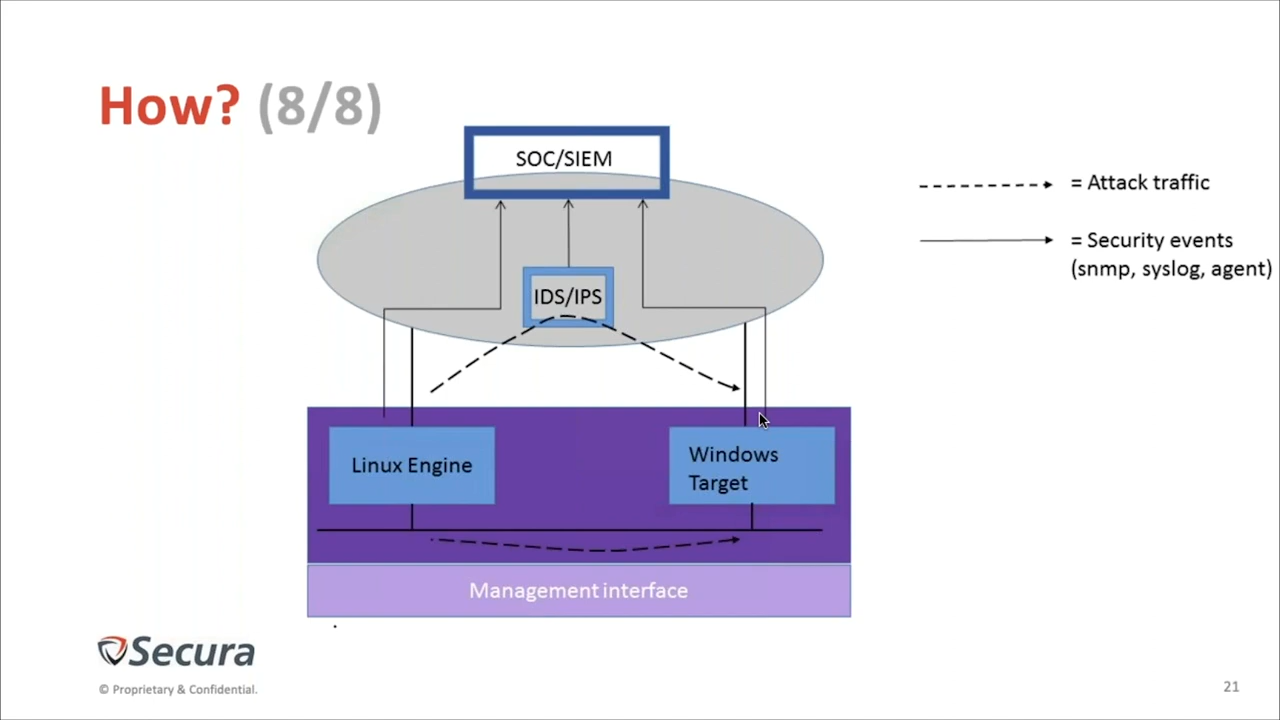 How? (8/8)
SOC/SIEM
= Attack traffic
= Security events
(snmp, syslog, agent)
IDS/IPS
Linux Engine
Windows
Target
Management interface
Secura
© Proprietary & Confidential.
21